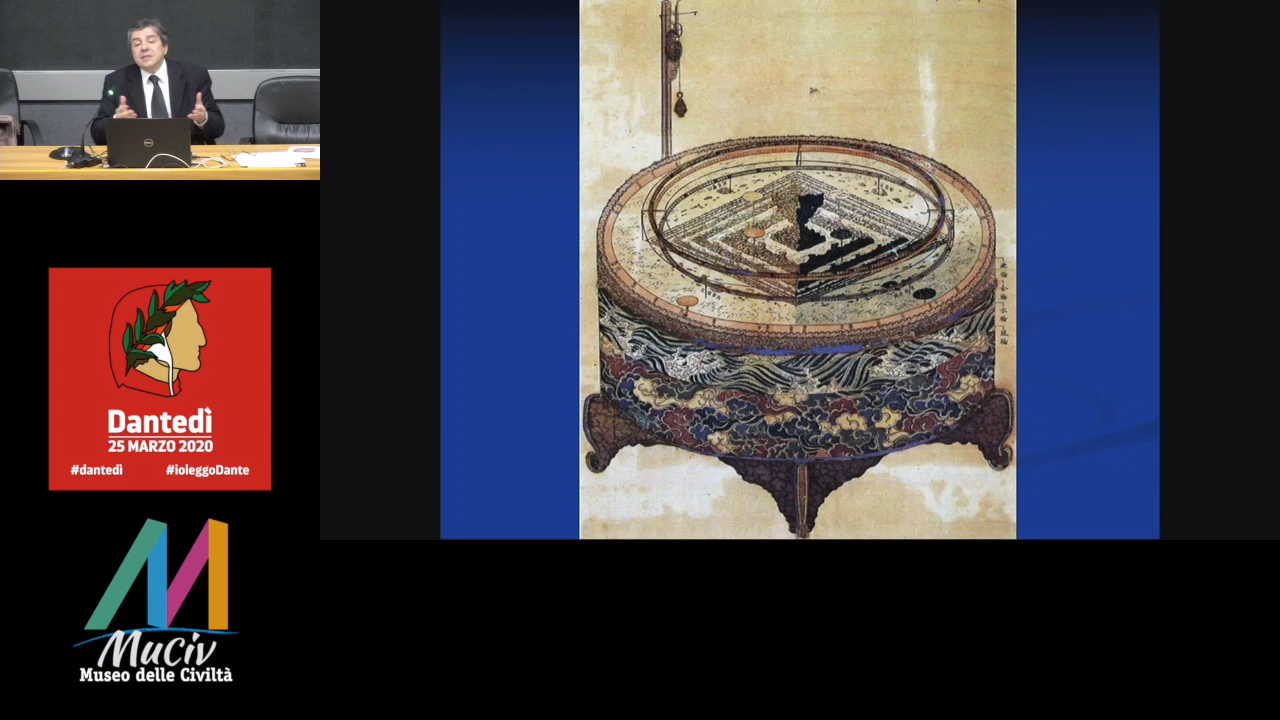 Dantedì
25 MARZO 2020
#dantedì
#ioleggoDante
MuCiv
Museo delle Civiltà